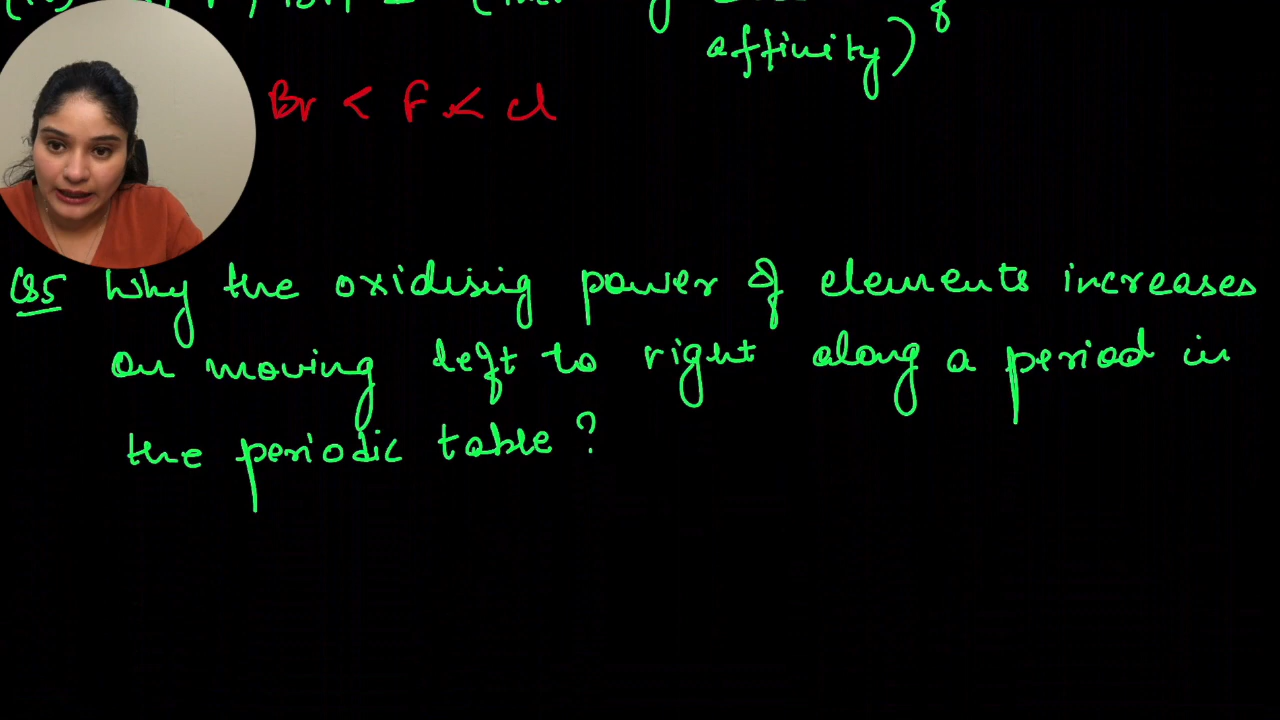 affinity)
Br < F < Cl
Q5 Why the oxidising power of elements increases
on moving left to right along a period in
the periodic table?